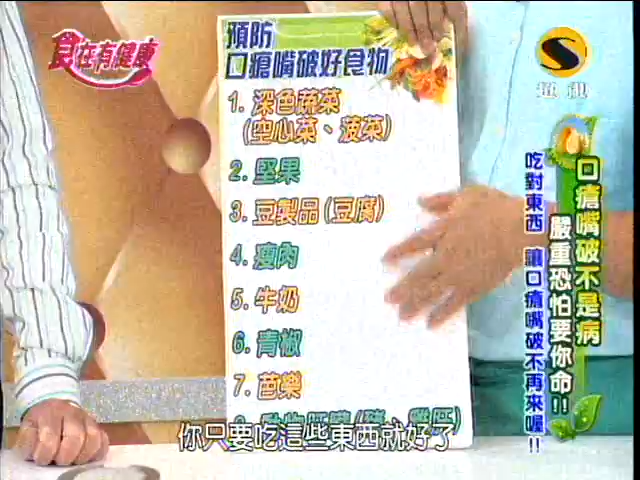 食在有健康
預防
口瘡嘴破好食物
1. 深色蔬菜
(空心菜、菠菜)
2. 堅果
3. 豆製品(豆腐)
4. 瘦肉
5. 牛奶
6. 青椒
7. 芭樂
你只要吃這些東西就好了
口瘡嘴破不是病
嚴重恐怕要你命!!
吃對東西 讓口瘡嘴破不再來喔!!